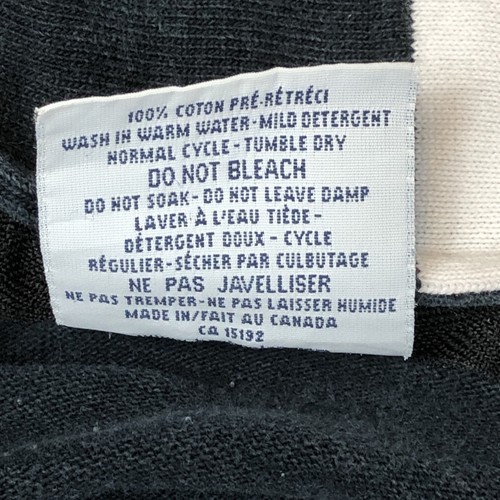 100% COTON PRÉ-RÉTRÉCI
WASH IN WARM WATER-MILD DETERGENT
NORMAL CYCLE-TUMBLE DRY
DO NOT BLEACH
DO NOT SOAK-DO NOT LEAVE DAMP
LAVER À L'EAU TIÈDE-
DÉTERGENT DOUX-CYCLE
RÉGULIER-SÉCHER PAR CULBUTAGE
NE PAS JAVELLISER
NE PAS TREMPER-NE PAS LAISSER HUMIDE
MADE IN/FAIT AU CANADA
CA 15192